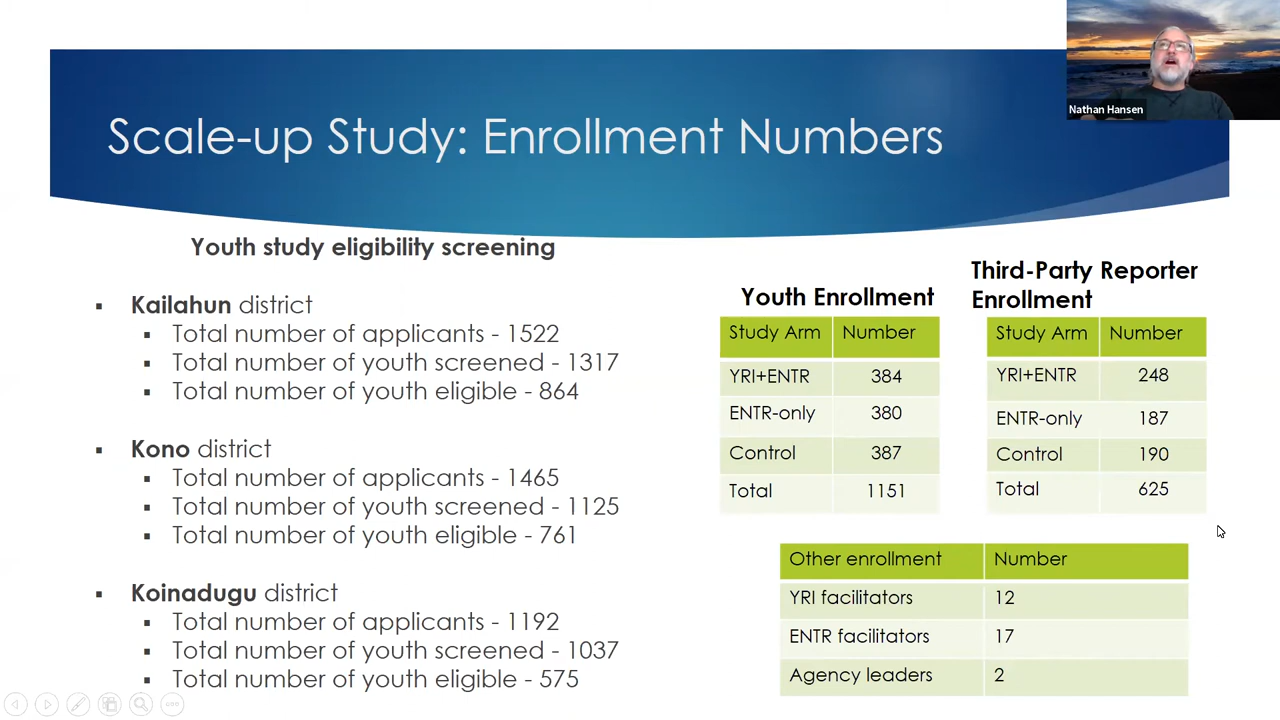 Nathan Hansen
Scale-up Study: Enrollment Numbers
Youth study eligibility screening
▪ Kailahun district
▪ Total number of applicants - 1522
▪ Total number of youth screened - 1317
▪ Total number of youth eligible - 864
▪ Kono district
▪ Total number of applicants - 1465
▪ Total number of youth screened - 1125
▪ Total number of youth eligible - 761
▪ Koinadugu district
▪ Total number of applicants - 1192
▪ Total number of youth screened - 1037
▪ Total number of youth eligible - 575
Youth Enrollment
Study Arm Number
YRI+ENTR 384
ENTR-only 380
Control 387
Total 1151
Third-Party Reporter
Enrollment
Study Arm Number
YRI+ENTR 248
ENTR-only 187
Control 190
Total 625
Other enrollment Number
YRI facilitators 12
ENTR facilitators 17
Agency leaders 2